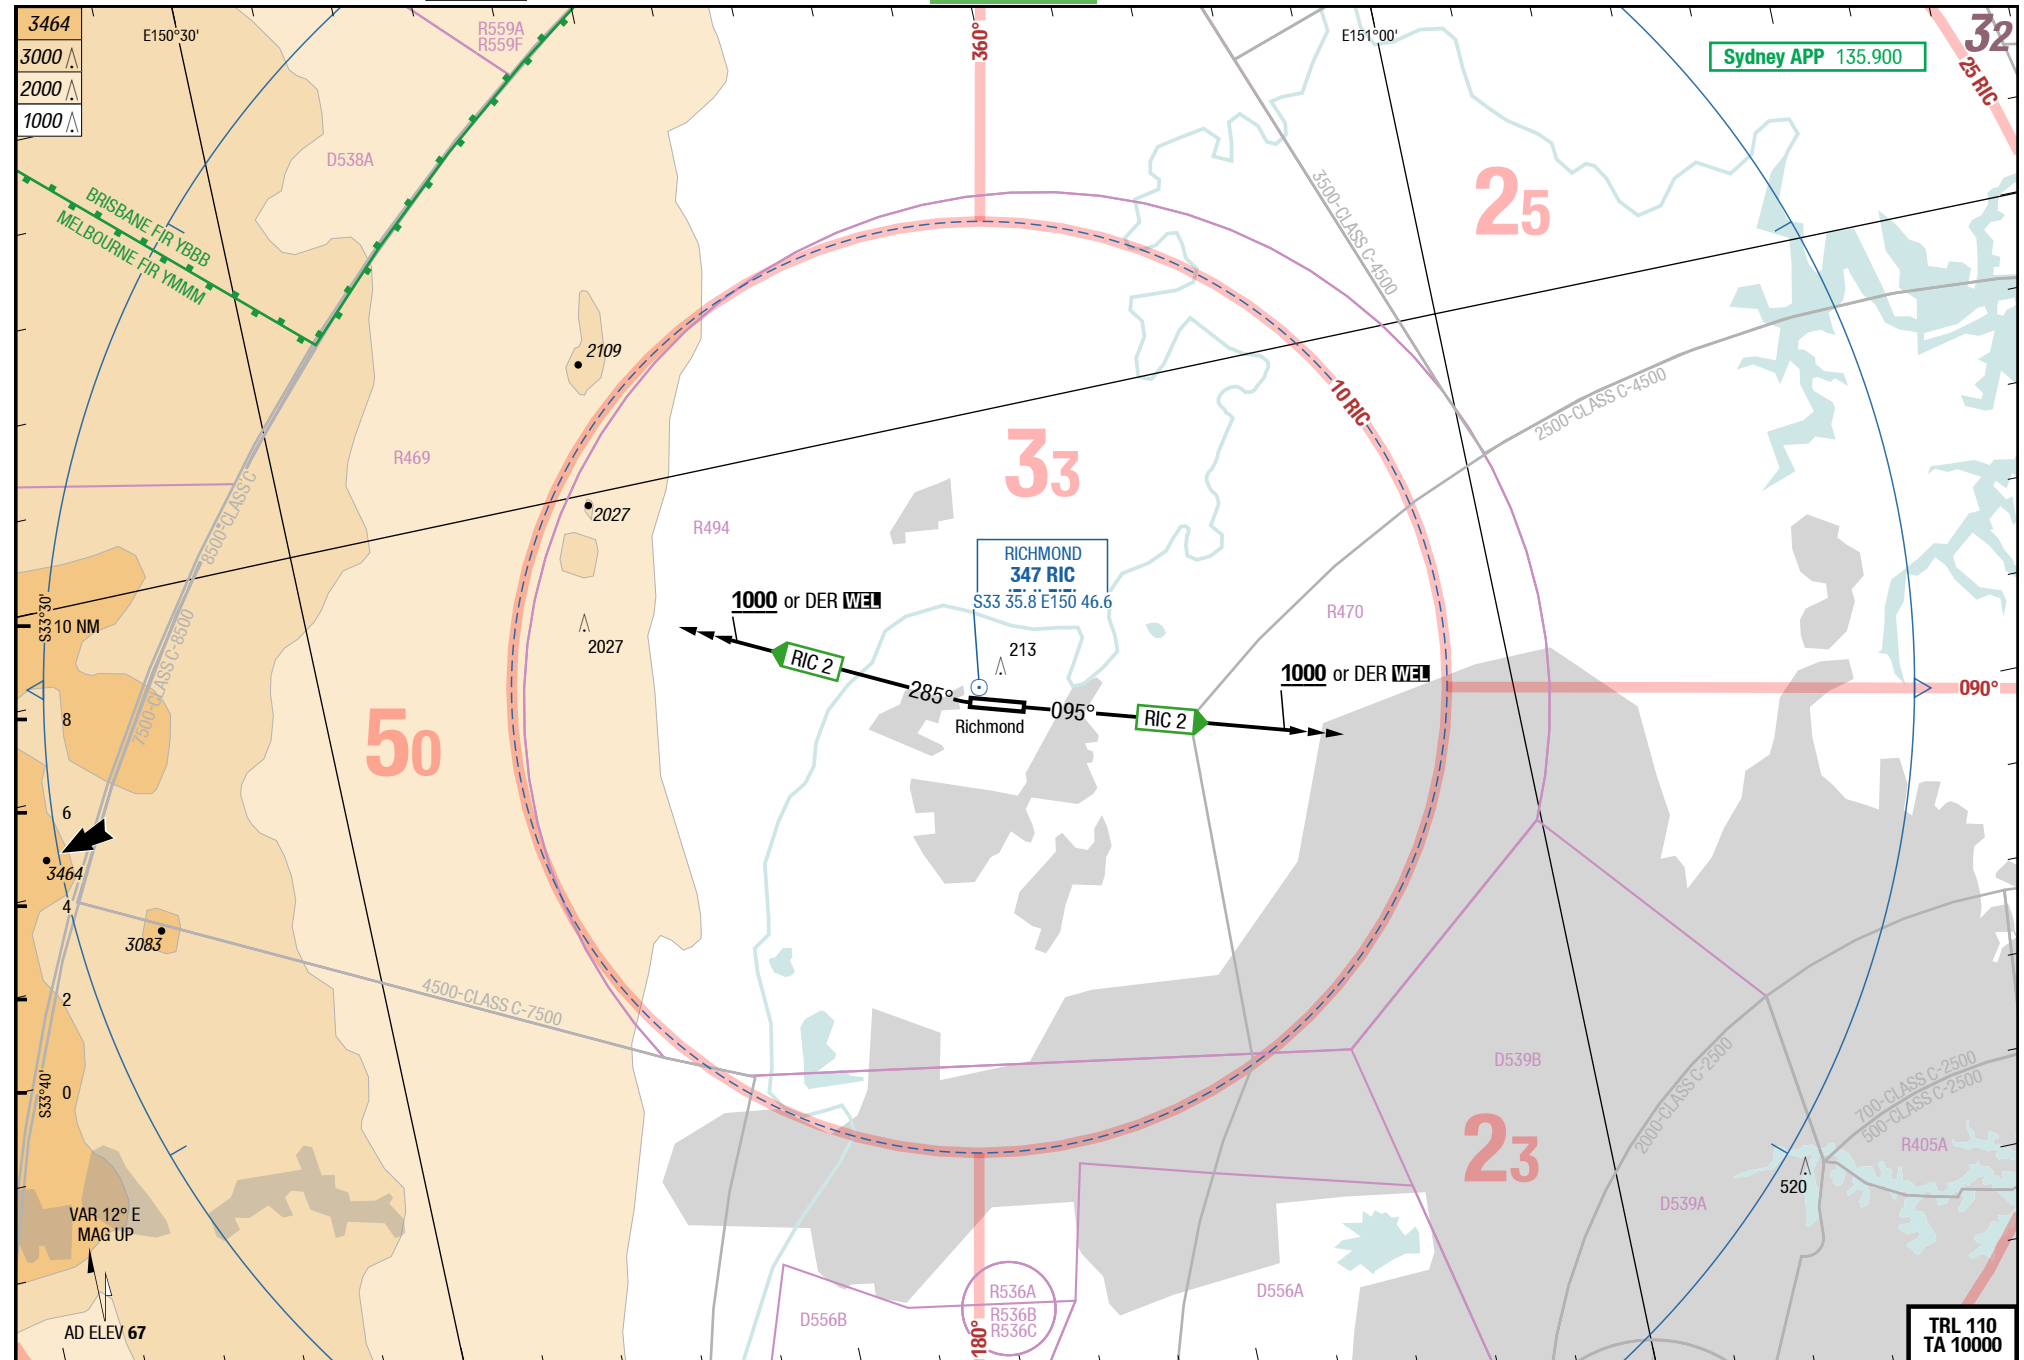 3464
3000
2000
1000
E150°30'
R559A
R559F
360°
E151°00'
Sydney APP 135.900
32
25 RIC
D538A
BRISBANE FIR YBBB
MELBOURNE FIR YMMM
3500-CLASS C-4500
25
2109
10 RIC
2500-CLASS C-4500
R469
33
2027
R494
8500-CLASS C
RICHMOND
347 RIC
S33 35.8 E150 46.6
1000 or DER WEL
R470
S33°30'
10 NM
2027
213
RIC 2
285°
095°
RIC 2
1000 or DER WEL
090°
Richmond
7500-CLASS C-8500
8
50
6
3464
4
3083
2
4500-CLASS C-7500
S33°40'
0
D539B
2000-CLASS C-2500
700-CLASS C-2500
500-CLASS C-2500
R405A
23
520
D539A
VAR 12° E
MAG UP
AD ELEV 67
D556B
R536A
R536B
R536C
180°
D556A
TRL 110
TA 10000